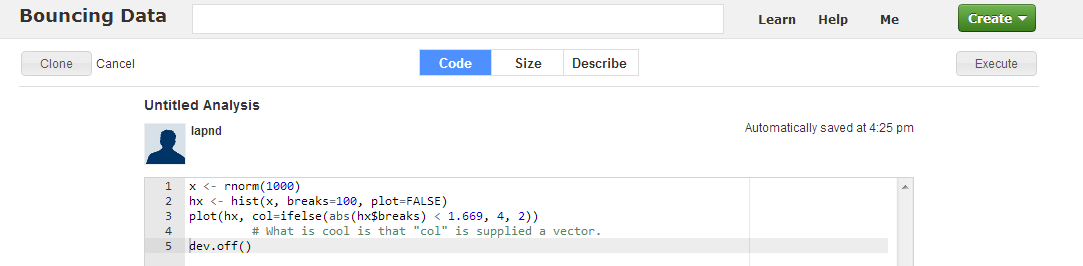 Bouncing Data
Learn Help Me Create
Clone Cancel Code Size Describe Execute
Untitled Analysis
lapnd
Automatically saved at 4:25 pm
1 x <- rnorm(1000)
2 hx <- hist(x, breaks=100, plot=FALSE)
3 plot(hx, col=ifelse(abs(hx$breaks) < 1.669, 4, 2))
4 # What is cool is that "col" is supplied a vector.
5 dev.off()